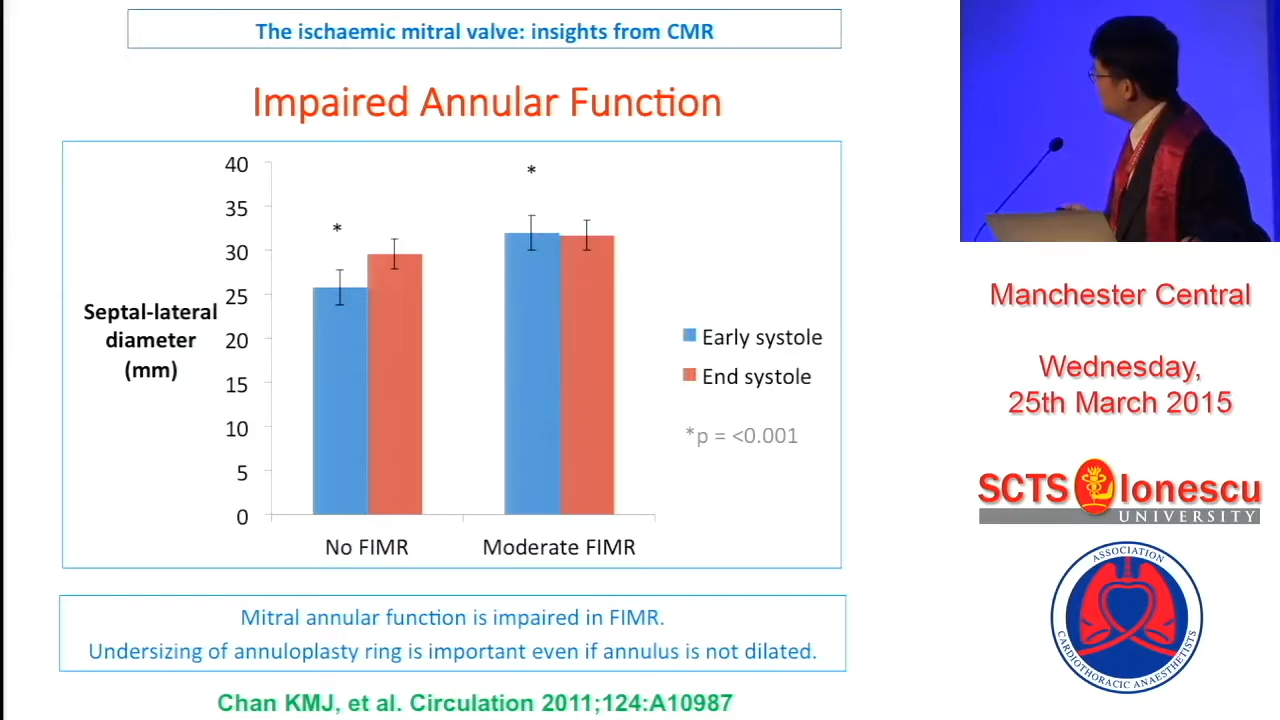 The ischaemic mitral valve: insights from CMR
Impaired Annular Function
40
35
30
25
20
15
10
5
0
Septal-lateral
diameter
(mm)
*
*
No FIMR
Moderate FIMR
Early systole
End systole
*p = <0.001
Mitral annular function is impaired in FIMR.
Undersizing of annuloplasty ring is important even if annulus is not dilated.
Chan KMJ, et al. Circulation 2011;124:A10987
Manchester Central
Wednesday,
25th March 2015
SCTS Ionescu
UNIVERSITY
ASSOCIATION
CARDIOTHORACIC ANAESTHETISTS